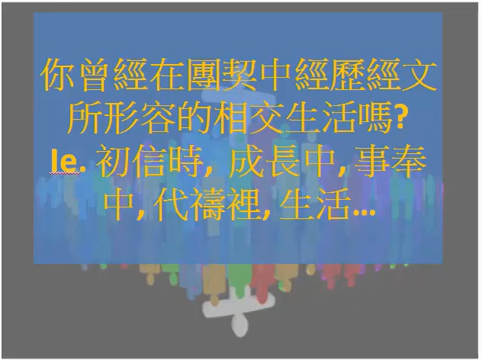 你曾經在團契中經歷經文
所形容的相交生活嗎?
Ie. 初信時, 成長中, 事奉
中, 代禱裡, 生活…